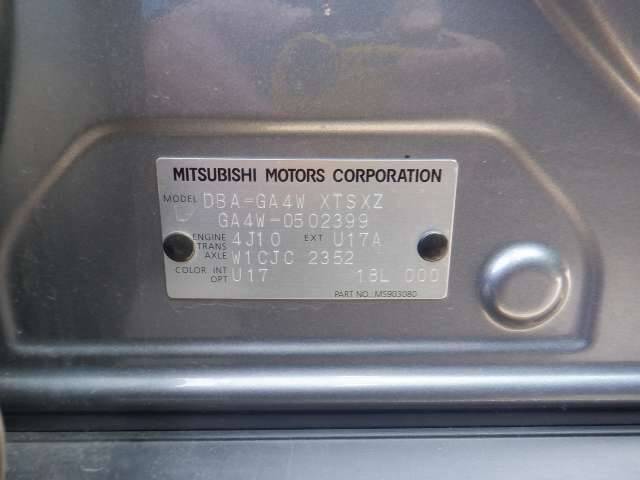 MITSUBISHI MOTORS CORPORATION
MODEL DBA-GA4W XTSXZ
GA4W-0502399
ENGINE 4J10 EXT U17A
TRANS AXLE W1CJC 2352
COLOR INT OPT U17 18L 000
PART NO.: MS903080